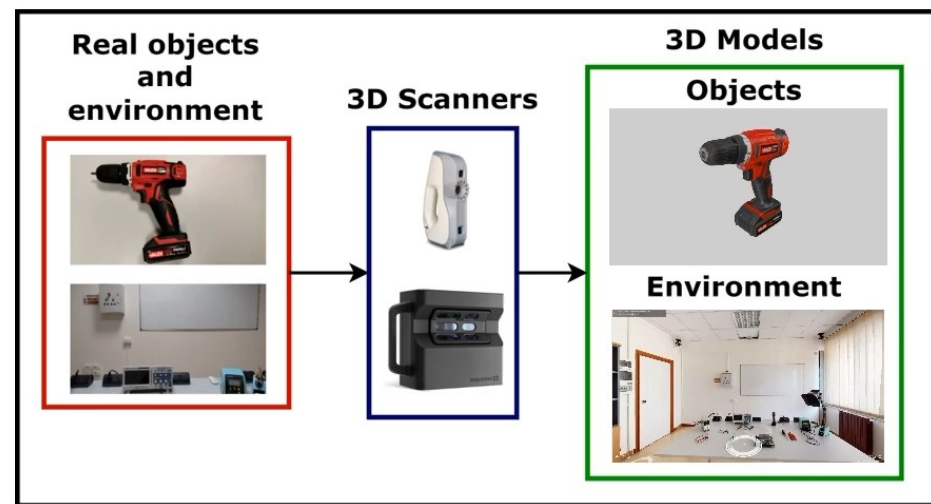 Real objects
and
environment
3D Scanners
3D Models
Objects
Environment